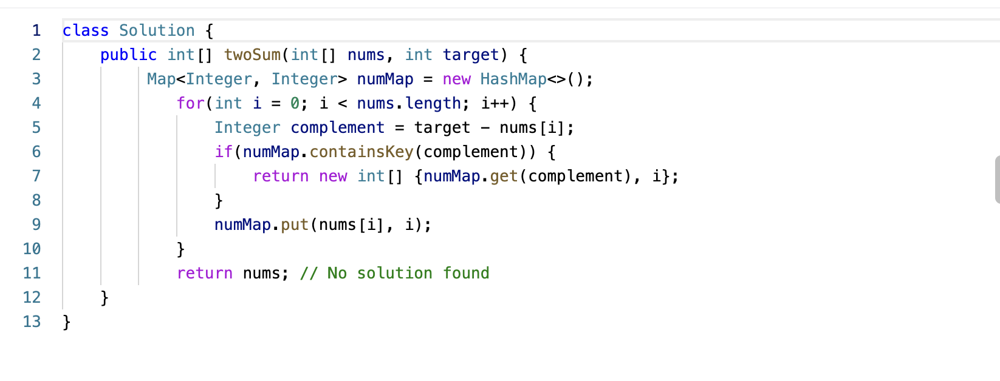 1 class Solution {
2 public int[] twoSum(int[] nums, int target) {
3 Map<Integer, Integer> numMap = new HashMap<>();
4 for(int i = 0; i < nums.length; i++) {
5 Integer complement = target - nums[i];
6 if(numMap.containsKey(complement)) {
7 return new int[] {numMap.get(complement), i};
8 }
9 numMap.put(nums[i], i);
10 }
11 return nums; // No solution found
12 }
13 }